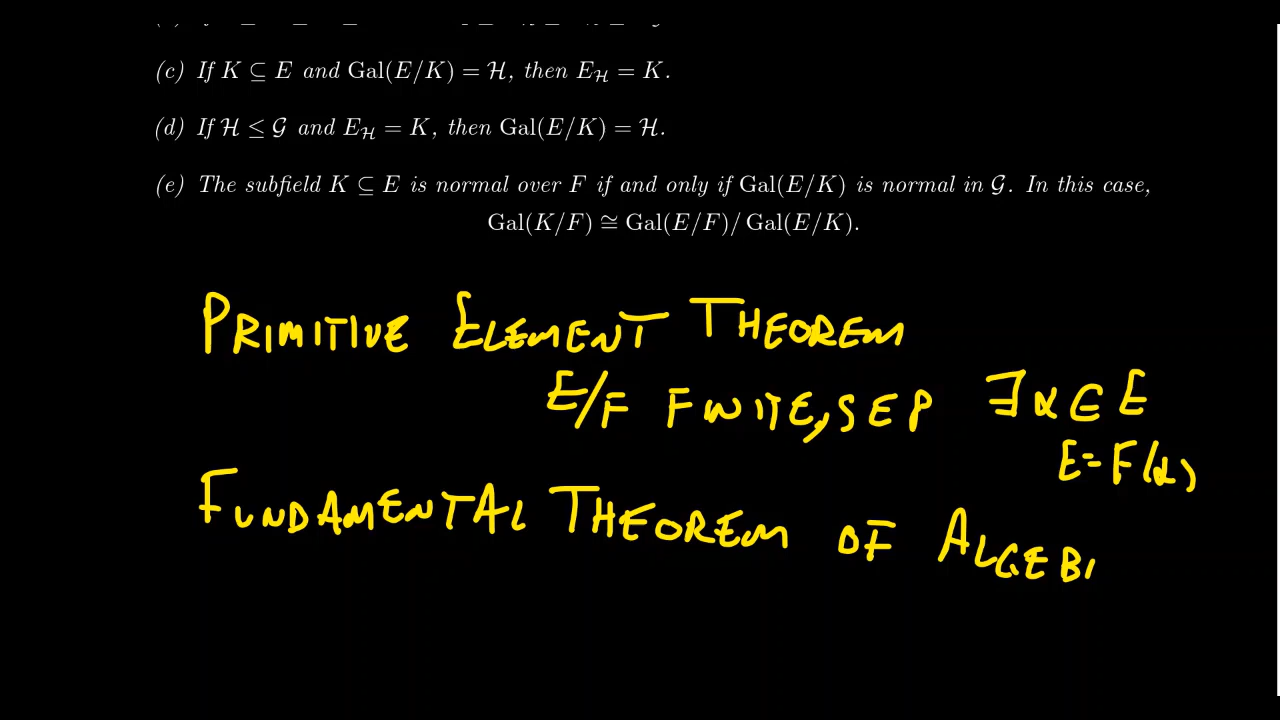 (c) If K ⊆ E and Gal(E/K) = ℋ, then E_ℋ = K.
(d) If ℋ ≤ 𝒢 and E_ℋ = K, then Gal(E/K) = ℋ.
(e) The subfield K ⊆ E is normal over F if and only if Gal(E/K) is normal in 𝒢. In this case,
Gal(K/F) ≅ Gal(E/F)/ Gal(E/K).
PRIMITIVE ELEMENT THEOREM
E/F FINITE, SEP ∃ α ∈ E
E = F(α)
FUNDAMENTAL THEOREM OF ALGEB